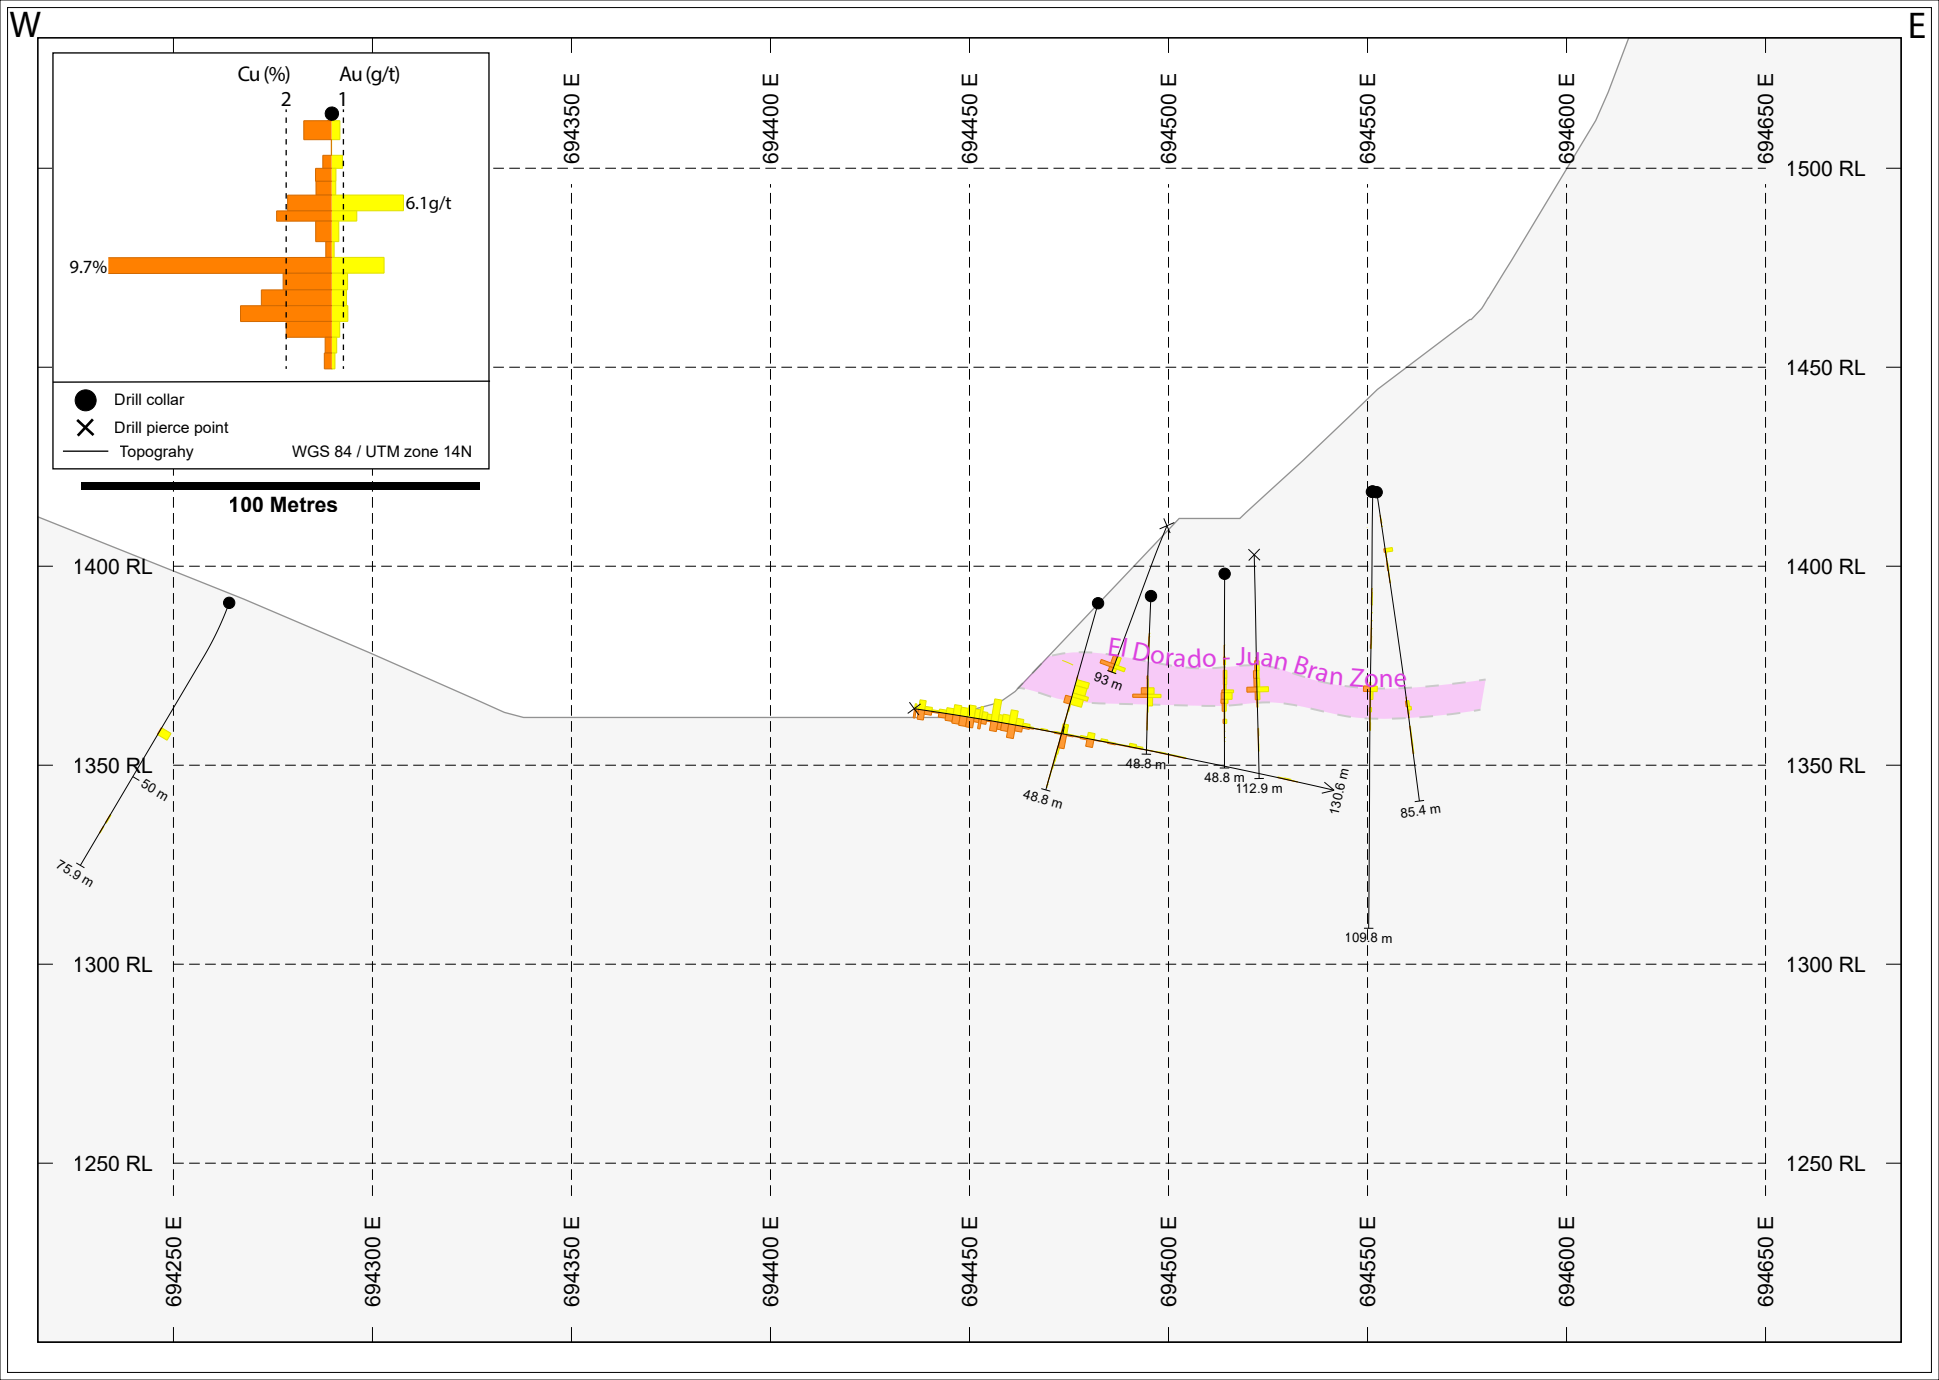 W
E
Cu (%)
Au (g/t)
2
1
6.1g/t
9.7%
Drill collar
Drill pierce point
Topograhy
WGS 84 / UTM zone 14N
100 Metres
694350 E
694400 E
694450 E
694500 E
694550 E
694600 E
694650 E
1500 RL
1450 RL
1400 RL
1400 RL
El Dorado - Juan Bran Zone
93 m
1350 RL
1350 RL
50 m
75.9 m
48.8 m
48.8 m
48.8 m
112.9 m
130.6 m
85.4 m
109.8 m
1300 RL
1300 RL
1250 RL
1250 RL
694250 E
694300 E
694350 E
694400 E
694450 E
694500 E
694550 E
694600 E
694650 E